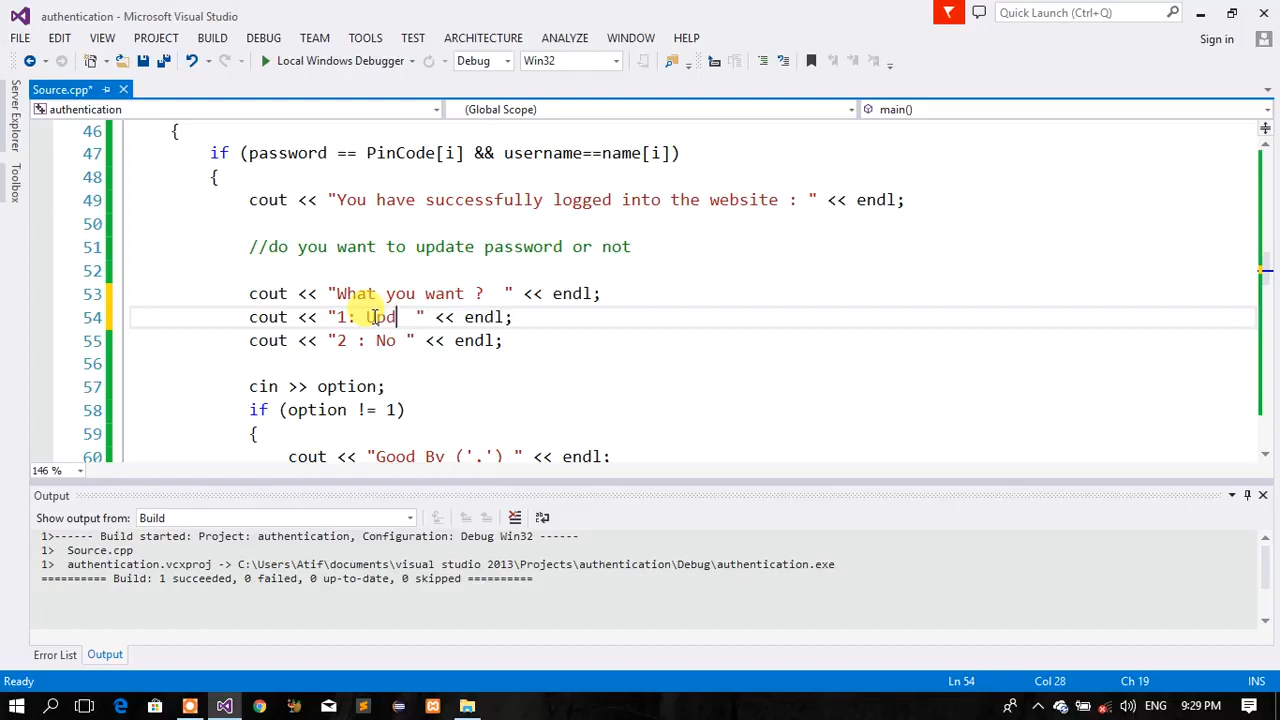 authentication - Microsoft Visual Studio
Quick Launch (Ctrl+Q)
FILE EDIT VIEW PROJECT BUILD DEBUG TEAM TOOLS TEST ARCHITECTURE ANALYZE WINDOW HELP
Sign in
Local Windows Debugger Debug Win32
Source.cpp*
Server Explorer
Toolbox
authentication (Global Scope) main()
46 {
47 if (password == PinCode[i] && username==name[i])
48 {
49 cout << "You have successfully logged into the website : " << endl;
50
51 //do you want to update password or not
52
53 cout << "What you want ?  " << endl;
54 cout << "1: Upd  " << endl;
55 cout << "2 : No " << endl;
56
57 cin >> option;
58 if (option != 1)
59 {
60 cout << "Good By ('.') " << endl;
146 %
Output
Show output from: Build
1>------ Build started: Project: authentication, Configuration: Debug Win32 ------
1>  Source.cpp
1>  authentication.vcxproj -> C:\Users\Atif\documents\visual studio 2013\Projects\authentication\Debug\authentication.exe
========== Build: 1 succeeded, 0 failed, 0 up-to-date, 0 skipped ==========
Error List Output
Ready Ln 54 Col 28 Ch 19 INS
9:29 PM